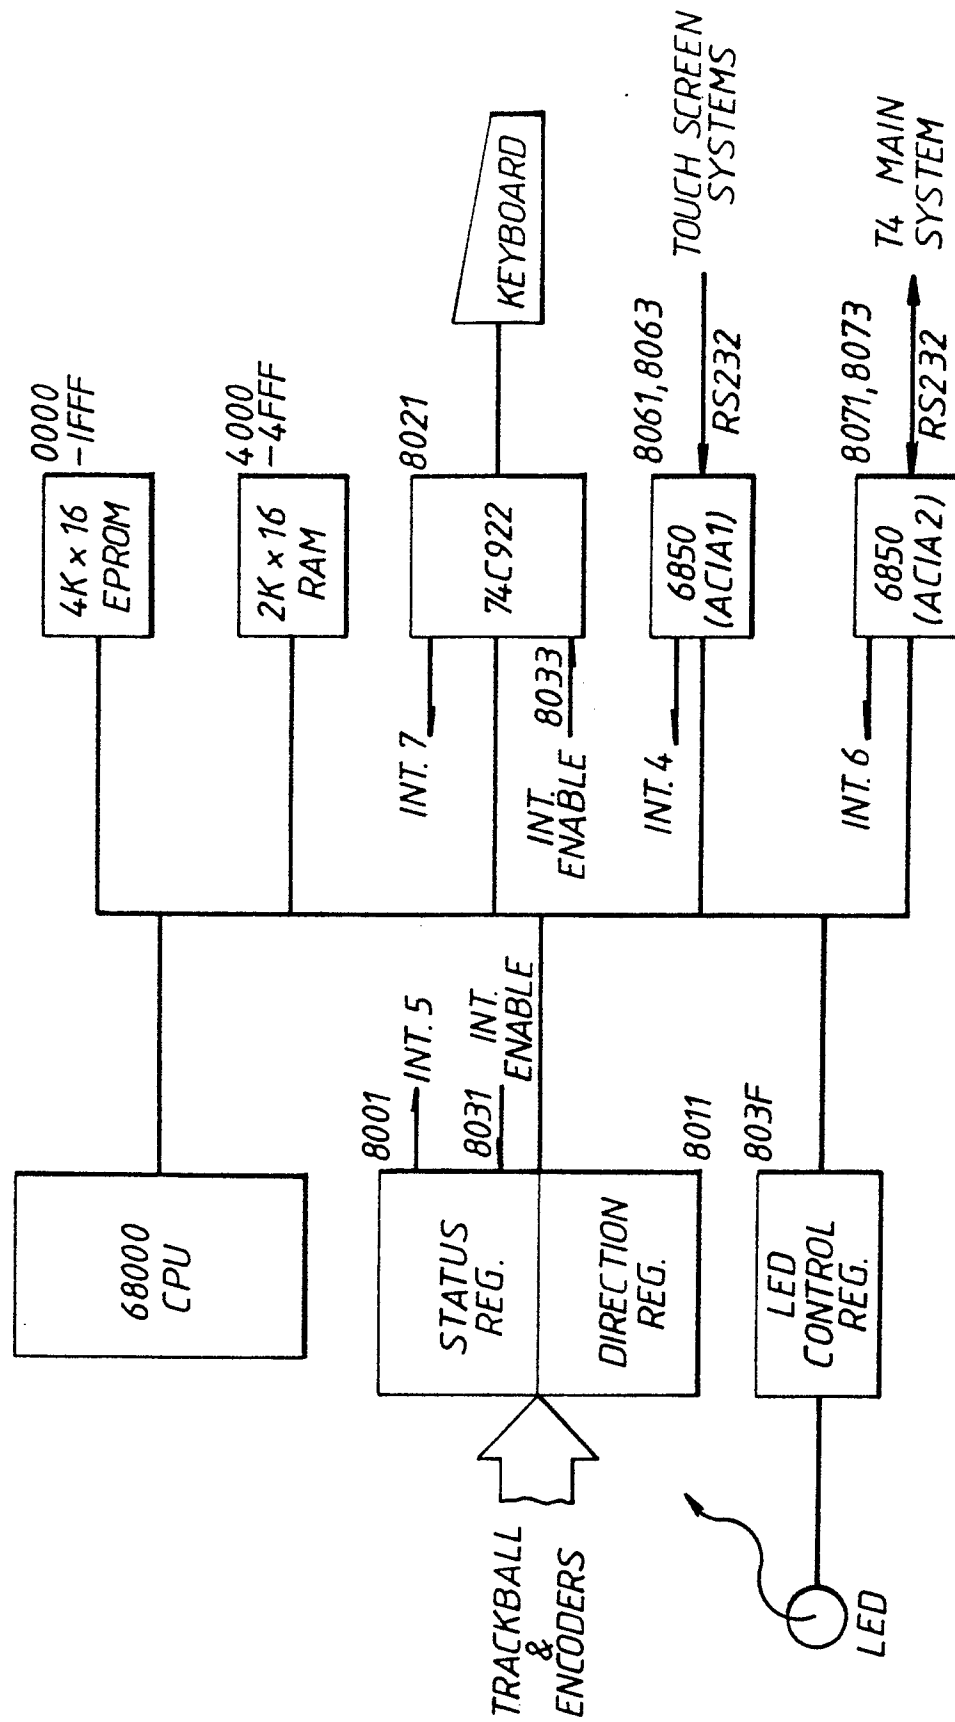 68000
CPU
4K x 16
EPROM
0000
-1FFF
2K x 16
RAM
4000
-4FFF
TRACKBALL
&
ENCODERS
STATUS
REG.
DIRECTION
REG.
8001
INT. 5
8031
INT.
ENABLE
8011
INT. 7
INT.
ENABLE
8033
74C922
8021
KEYBOARD
INT. 4
6850
(ACIA1)
8061,8063
RS232
TOUCH SCREEN
SYSTEMS
LED
LED
CONTROL
REG.
803F
INT. 6
6850
(ACIA2)
8071,8073
RS232
T4 MAIN
SYSTEM